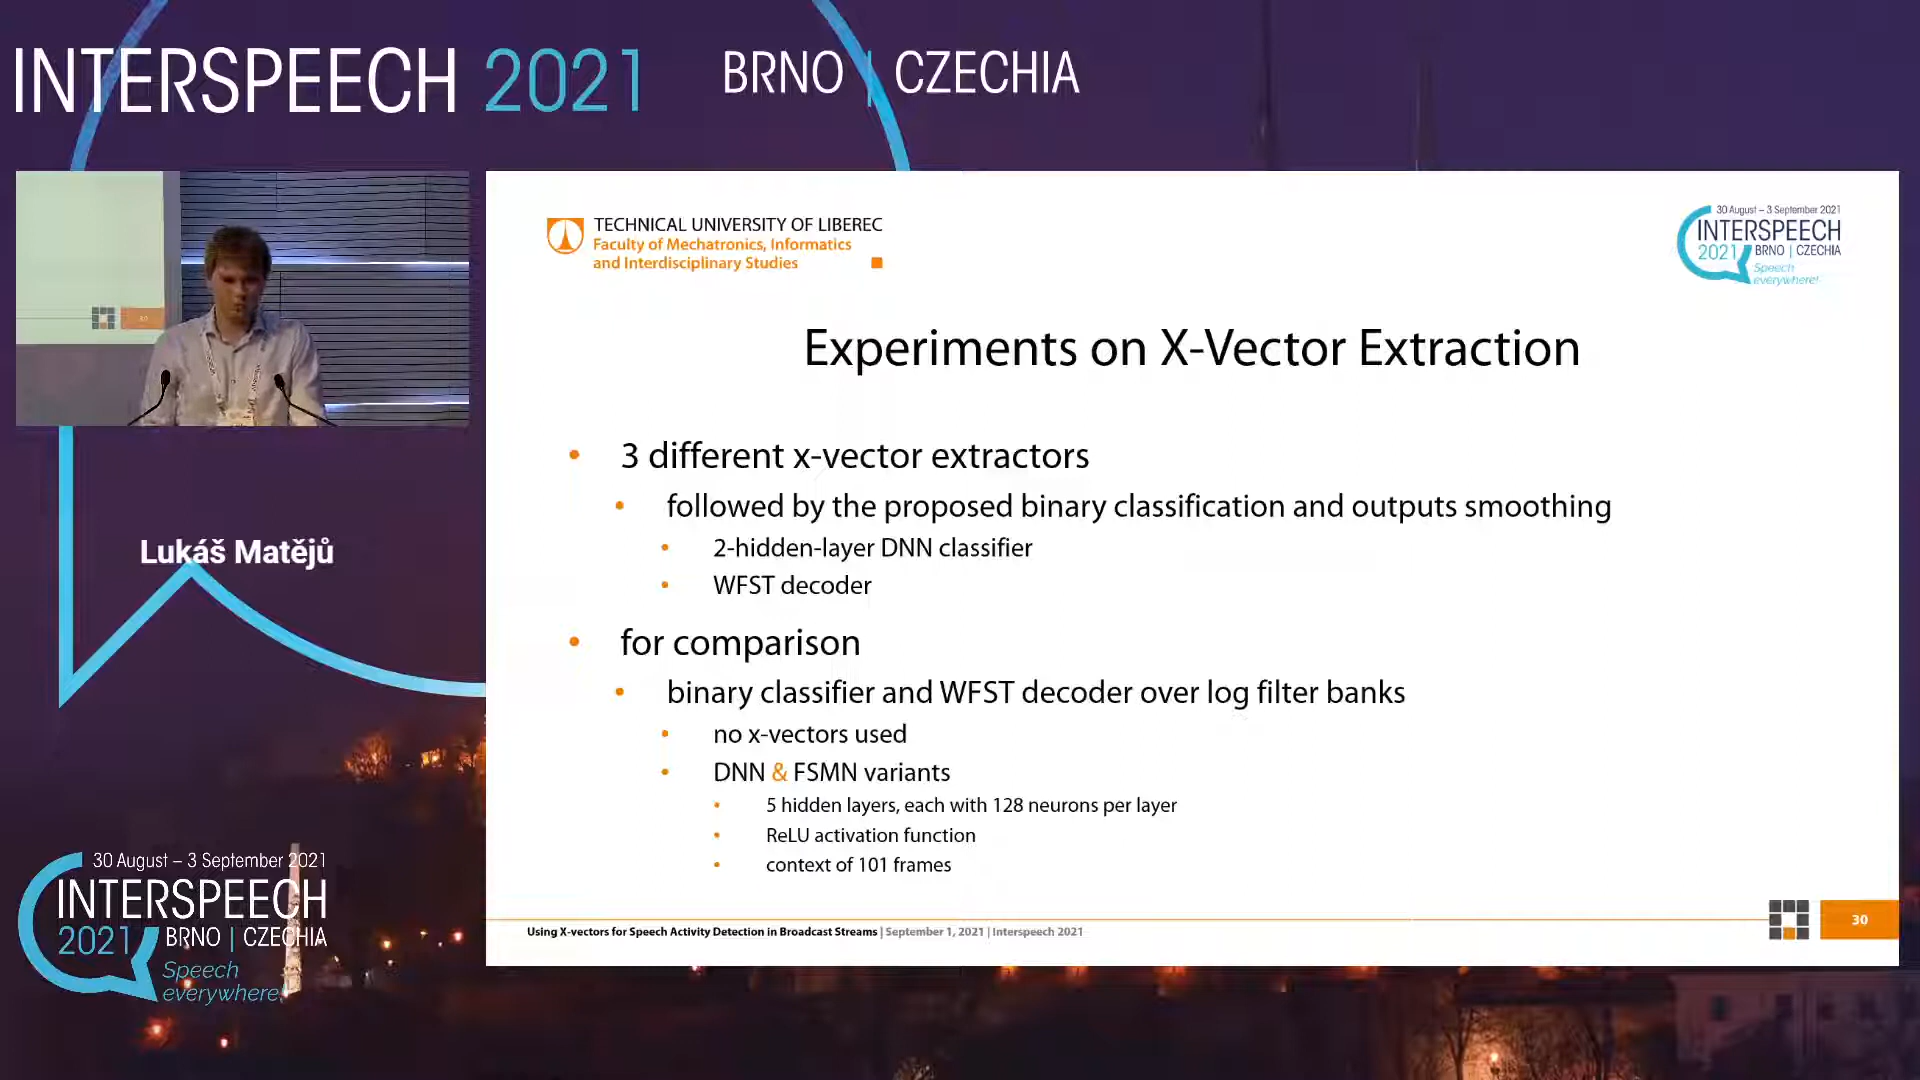 INTERSPEECH 2021 BRNO | CZECHIA
TECHNICAL UNIVERSITY OF LIBEREC
Faculty of Mechatronics, Informatics
and Interdisciplinary Studies
30 August – 3 September 2021
INTERSPEECH
2021 BRNO | CZECHIA
Speech
everywhere!
Experiments on X-Vector Extraction
• 3 different x-vector extractors
• followed by the proposed binary classification and outputs smoothing
• 2-hidden-layer DNN classifier
• WFST decoder
• for comparison
• binary classifier and WFST decoder over log filter banks
• no x-vectors used
• DNN & FSMN variants
• 5 hidden layers, each with 128 neurons per layer
• ReLU activation function
• context of 101 frames
Using X-vectors for Speech Activity Detection in Broadcast Streams | September 1, 2021 | Interspeech 2021
30
Lukáš Matějů
30 August – 3 September 2021
INTERSPEECH
2021 BRNO | CZECHIA
Speech
everywhere!